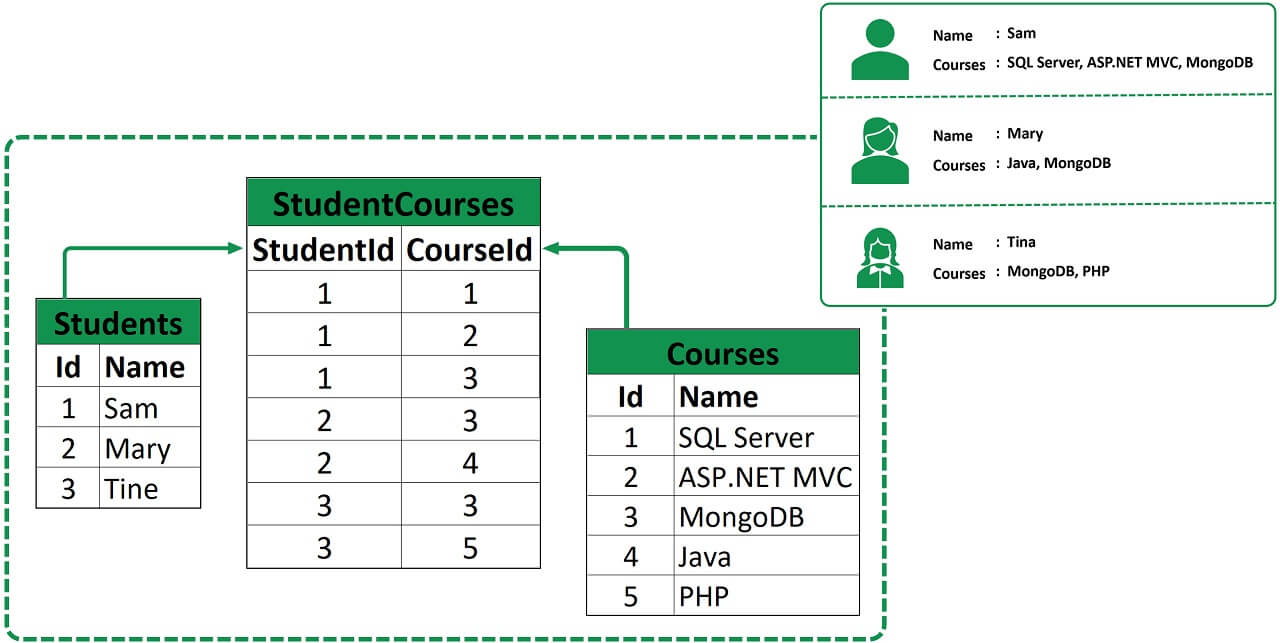 Name : Sam
Courses : SQL Server, ASP.NET MVC, MongoDB
Name : Mary
Courses : Java, MongoDB
Name : Tina
Courses : MongoDB, PHP
Students
Id Name
1 Sam
2 Mary
3 Tine
StudentCourses
StudentId CourseId
1 1
1 2
1 3
2 3
2 4
3 3
3 5
Courses
Id Name
1 SQL Server
2 ASP.NET MVC
3 MongoDB
4 Java
5 PHP